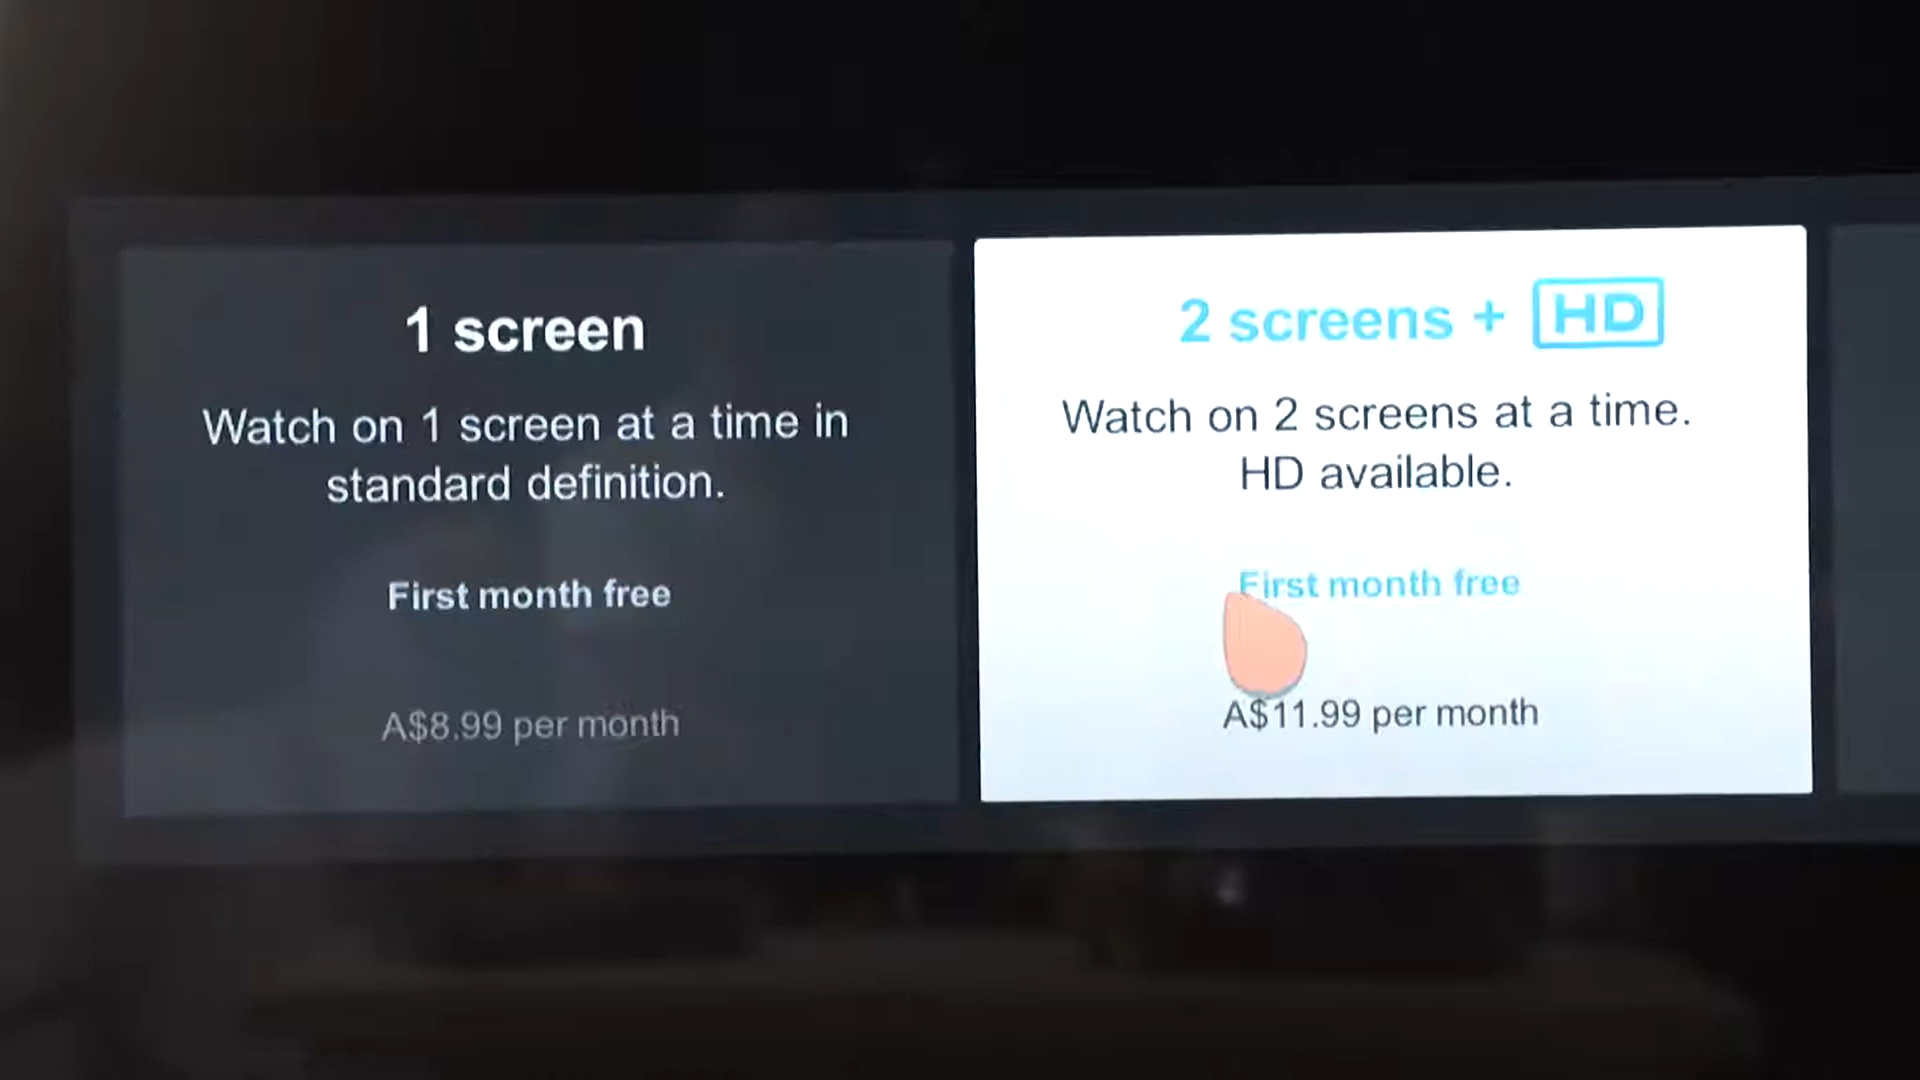 1 screen
Watch on 1 screen at a time in
standard definition.
First month free
A$8.99 per month
2 screens + HD
Watch on 2 screens at a time.
HD available.
First month free
A$11.99 per month